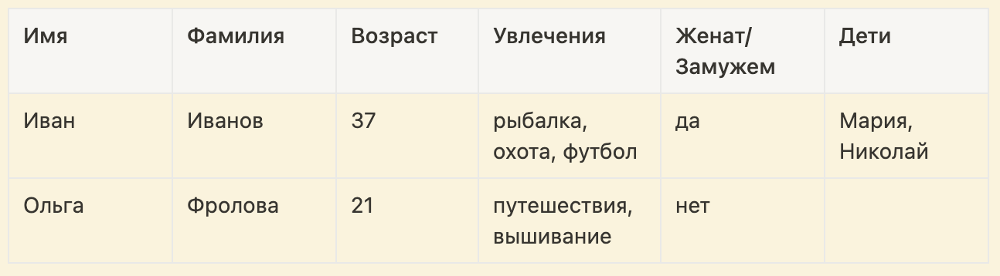 Имя Фамилия Возраст Увлечения Женат/
Замужем Дети
Иван Иванов 37 рыбалка,
охота, футбол да Мария,
Николай
Ольга Фролова 21 путешествия,
вышивание нет